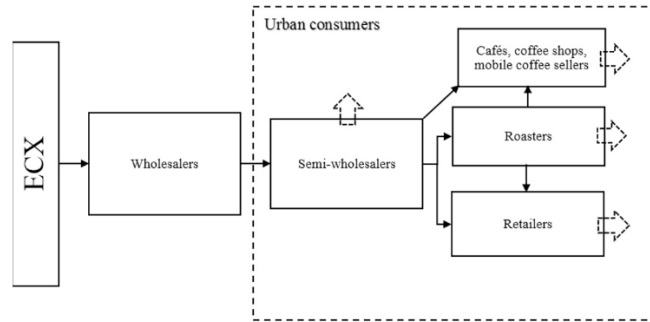 Urban consumers
Cafés, coffee shops,
mobile coffee sellers
ECX
Wholesalers
Semi-wholesalers
Roasters
Retailers